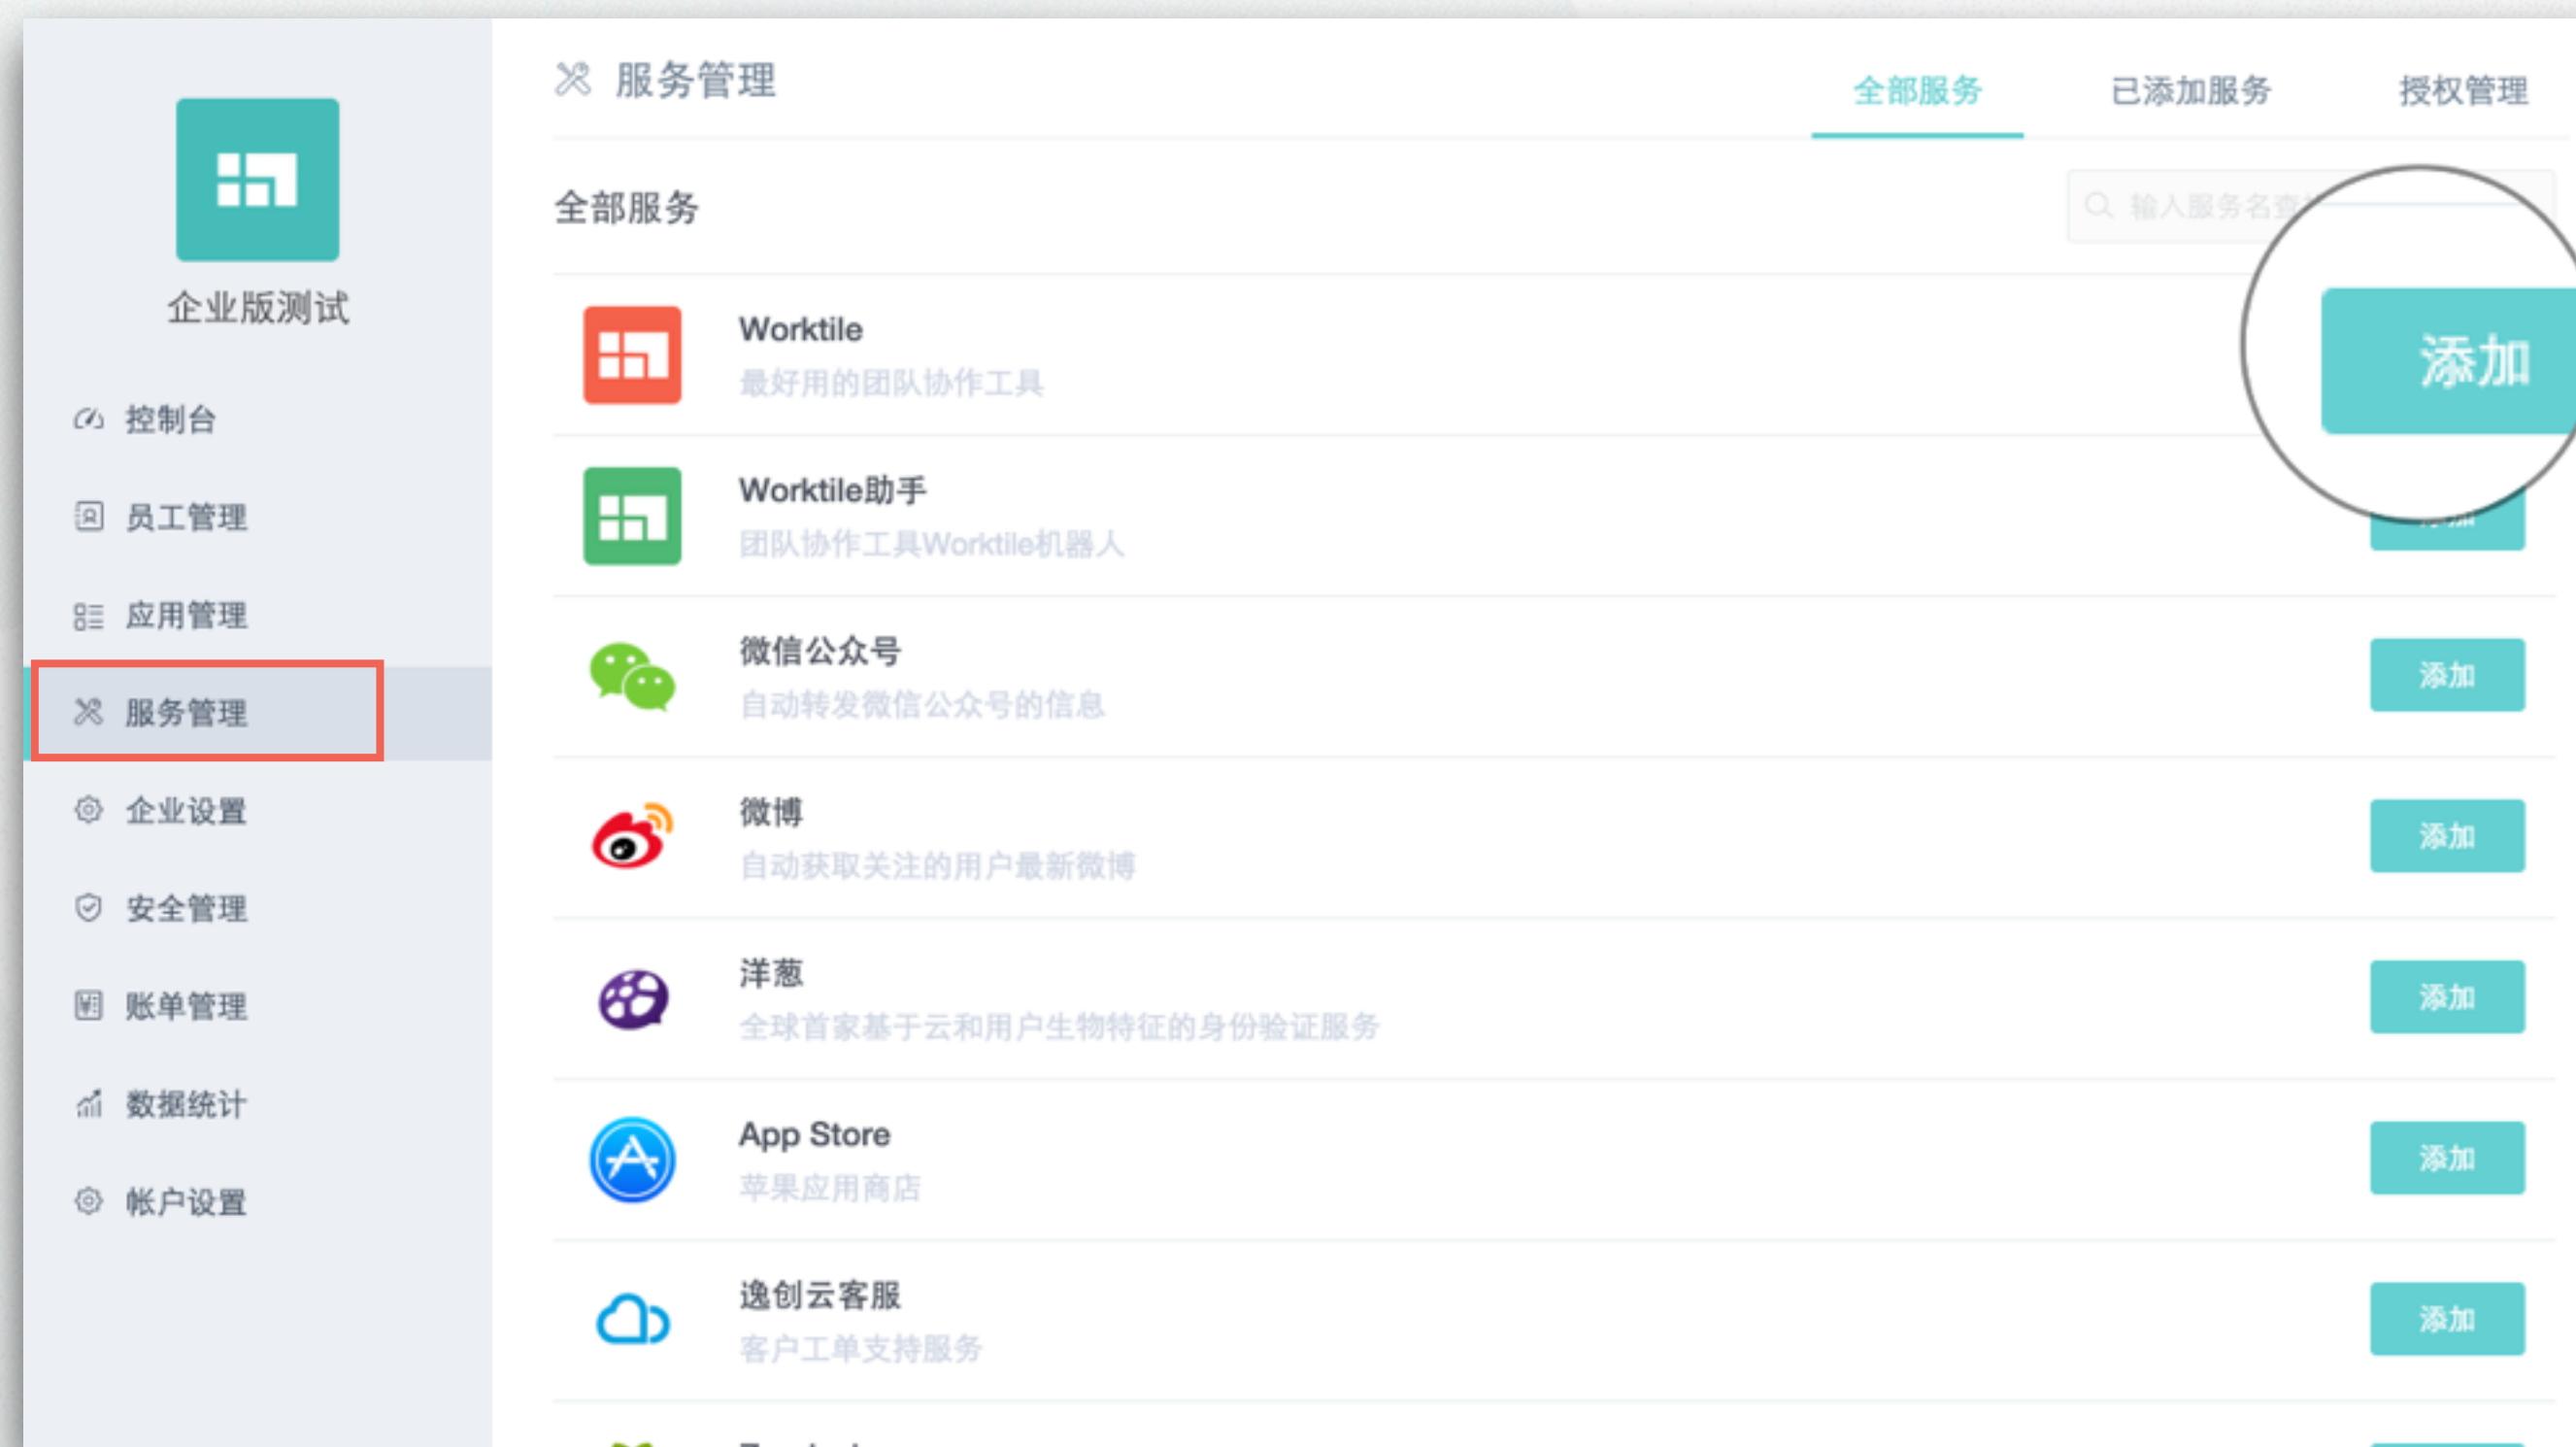 企业版测试
控制台
员工管理
应用管理
服务管理
企业设置
安全管理
账单管理
数据统计
帐户设置
服务管理
全部服务
已添加服务
授权管理
全部服务
输入服务名查
Worktile
最好用的团队协作工具
添加
Worktile助手
团队协作工具Worktile机器人
添加
微信公众号
自动转发微信公众号的信息
添加
微博
自动获取关注的用户最新微博
添加
洋葱
全球首家基于云和用户生物特征的身份验证服务
添加
App Store
苹果应用商店
添加
逸创云客服
客户工单支持服务
添加